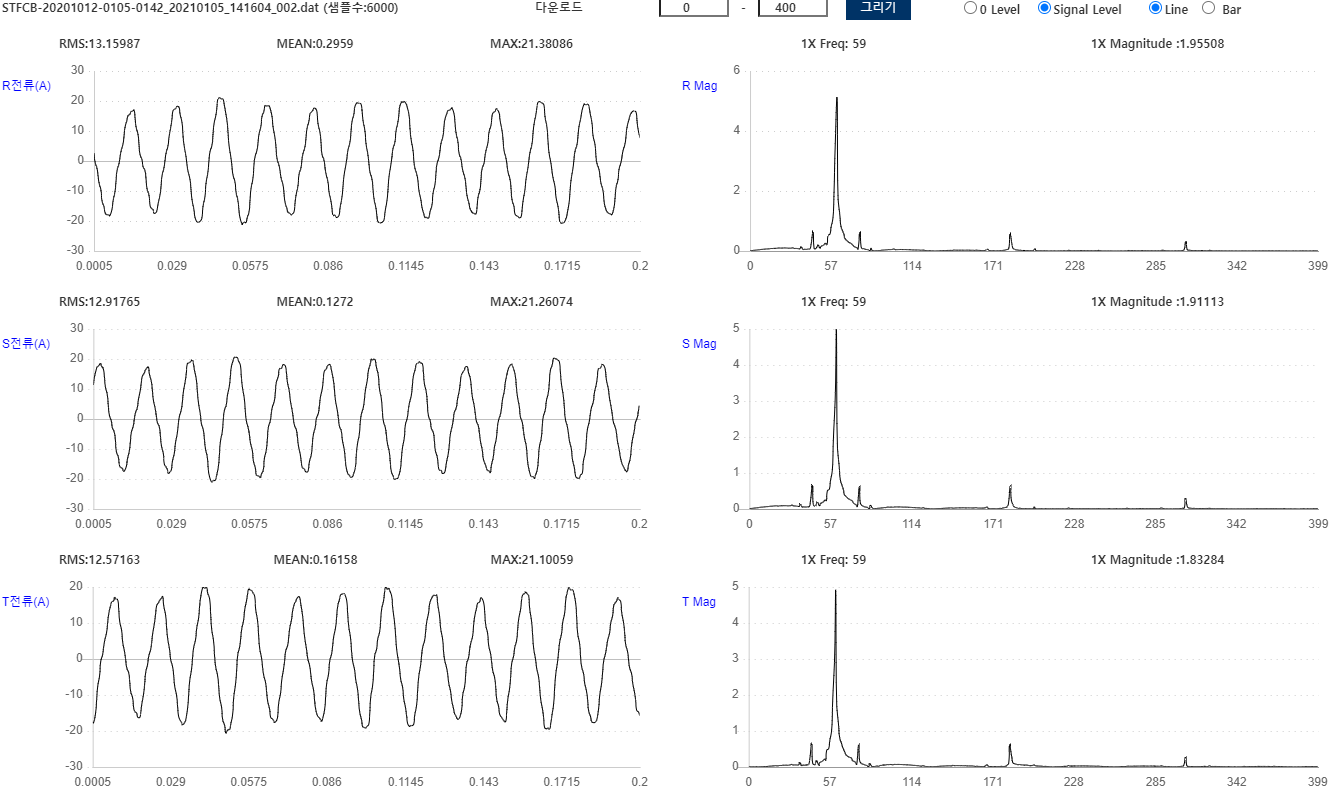 STFCB-20201012-0105-0142_20210105_141604_002.dat (샘플수:6000) 다운로드 0 - 400 그리기 0 Level Signal Level Line Bar
RMS:13.15987 MEAN:0.2959 MAX:21.38086
R전류(A)
30
20
10
0
-10
-20
-30
0.0005 0.029 0.0575 0.086 0.1145 0.143 0.1715 0.2
1X Freq: 59 1X Magnitude :1.95508
R Mag
6
4
2
0
0 57 114 171 228 285 342 399
RMS:12.91765 MEAN:0.1272 MAX:21.26074
S전류(A)
30
20
10
0
-10
-20
-30
0.0005 0.029 0.0575 0.086 0.1145 0.143 0.1715 0.2
1X Freq: 59 1X Magnitude :1.91113
S Mag
5
4
3
2
1
0
0 57 114 171 228 285 342 399
RMS:12.57163 MEAN:0.16158 MAX:21.10059
T전류(A)
20
10
0
-10
-20
-30
0.0005 0.029 0.0575 0.086 0.1145 0.143 0.1715 0.2
1X Freq: 59 1X Magnitude :1.83284
T Mag
5
4
3
2
1
0
0 57 114 171 228 285 342 399